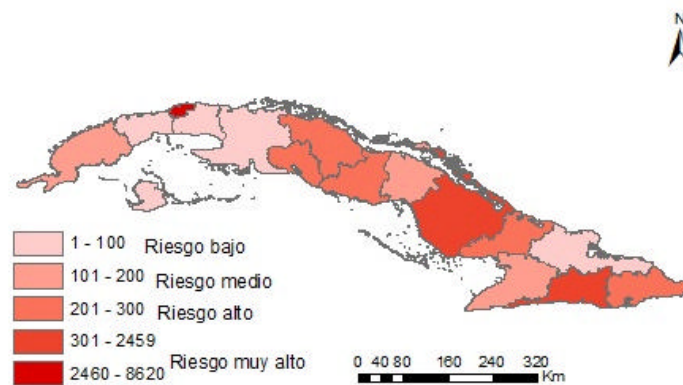 N
1 - 100 Riesgo bajo
101 - 200 Riesgo medio
201 - 300 Riesgo alto
301 - 2459
Riesgo muy alto
2460 - 8620
0 40 80 160 240 320
Km